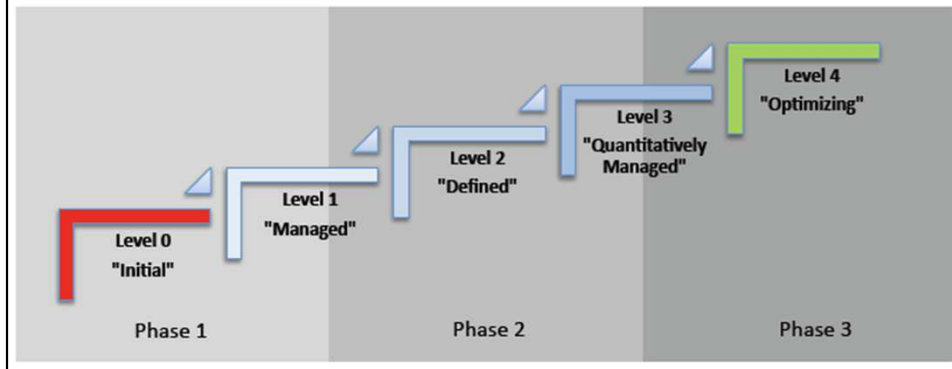 Level 0
"Initial"
Level 1
"Managed"
Level 2
"Defined"
Level 3
"Quantitatively
Managed"
Level 4
"Optimizing"
Phase 1
Phase 2
Phase 3